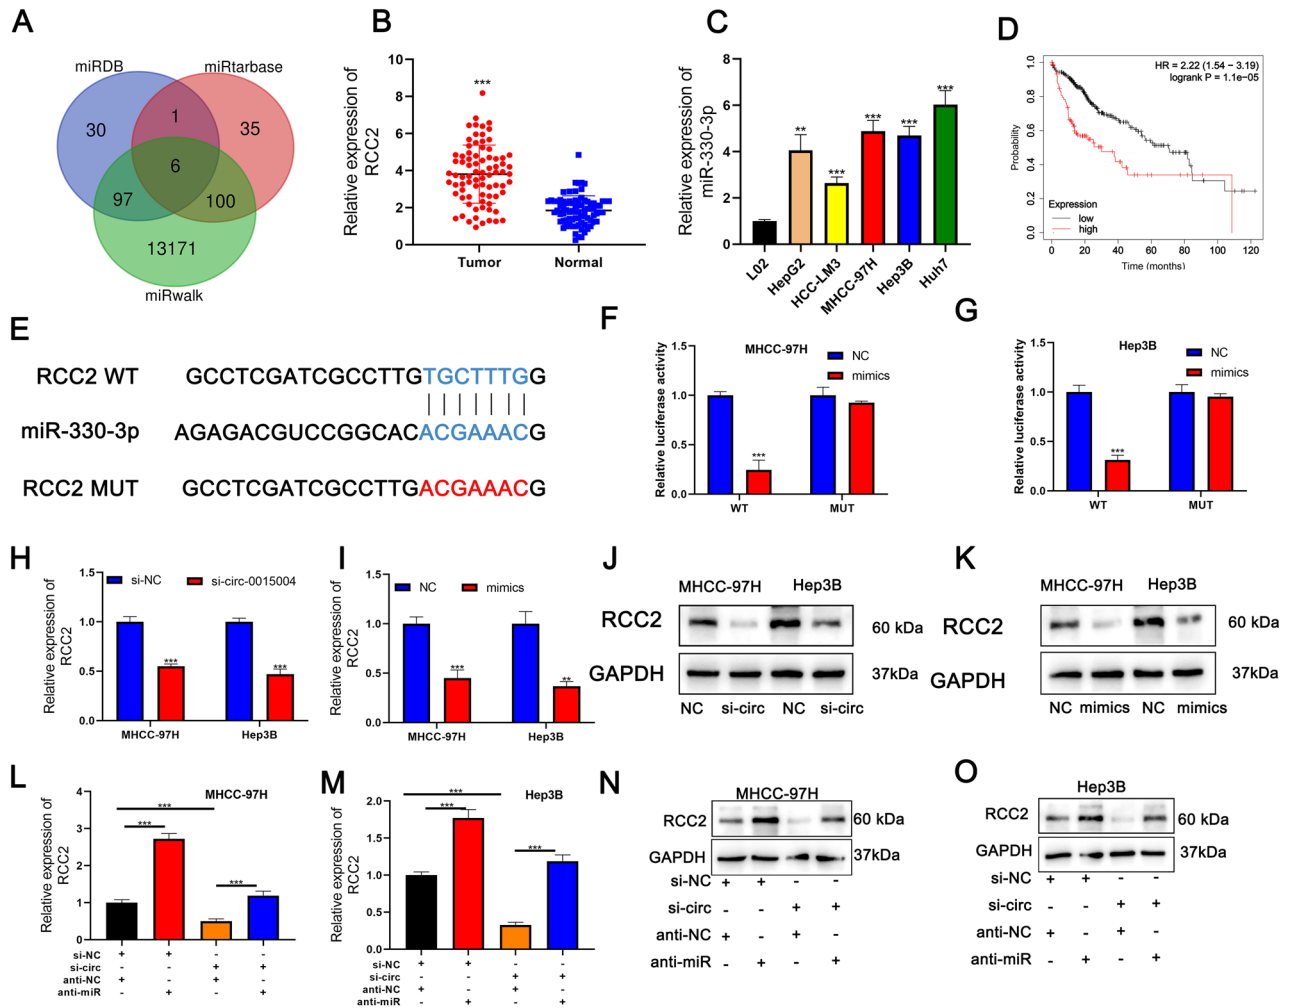 A
miRDB
miRtarbase
30
1
35
6
97
100
13171
miRwalk
B
Relative expression of
RCC2
10
8
6
4
2
0
***
Tumor
Normal
C
Relative expression of
miR-330-3p
8
6
4
2
0
**
***
***
***
***
L02
HepG2
HCC-LM3
MHCC-97H
Hep3B
Huh7
D
HR = 2.22 (1.54 − 3.19)
logrank P = 1.1e−05
Probability
1.0
0.8
0.6
0.4
0.2
0.0
Expression
low
high
0 20 40 60 80 100 120
Time (months)
E
RCC2 WT GCCTCGATCGCCTTGTGCTTTGG
miR-330-3p AGAGACGUCCGGCACACGAAACG
RCC2 MUT GCCTCGATCGCCTTGACGAAACG
F
Relative luciferase activity
1.5
1.0
0.5
0.0
MHCC-97H
NC
mimics
***
WT
MUT
G
Relative luciferase activity
1.5
1.0
0.5
0.0
Hep3B
NC
mimics
***
WT
MUT
H
Relative expression of
RCC2
1.5
1.0
0.5
0.0
si-NC
si-circ-0015004
***
***
MHCC-97H
Hep3B
I
Relative expression of
RCC2
1.5
1.0
0.5
0.0
NC
mimics
***
**
MHCC-97H
Hep3B
J
MHCC-97H Hep3B
RCC2
60 kDa
GAPDH
37kDa
NC si-circ NC si-circ
K
MHCC-97H Hep3B
RCC2
60 kDa
GAPDH
37kDa
NC mimics NC mimics
L
Relative expression of
RCC2
4
3
2
1
0
MHCC-97H
***
***
***
si-NC + + - -
si-circ - - + +
anti-NC + - + -
anti-miR - + - +
M
Relative expression of
RCC2
2.0
1.5
1.0
0.5
0.0
Hep3B
***
***
***
si-NC + + - -
si-circ - - + +
anti-NC + - + -
anti-miR - + - +
N
MHCC-97H
RCC2
60 kDa
GAPDH
37kDa
si-NC + + - -
si-circ - - + +
anti-NC + - + -
anti-miR - + - +
O
Hep3B
RCC2
60 kDa
GAPDH
37kDa
si-NC + + - -
si-circ - - + +
anti-NC + - + -
anti-miR - + - +